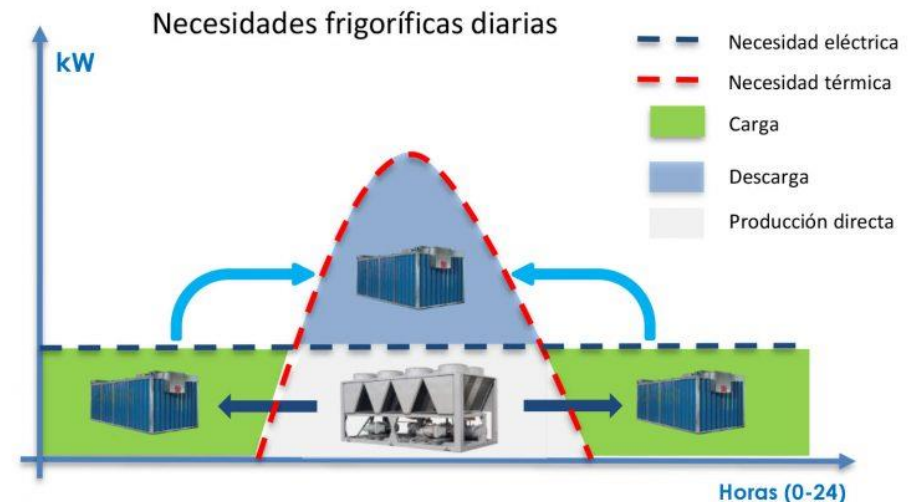 Necesidades frigoríficas diarias
kW
Necesidad eléctrica
Necesidad térmica
Carga
Descarga
Producción directa
Horas (0-24)